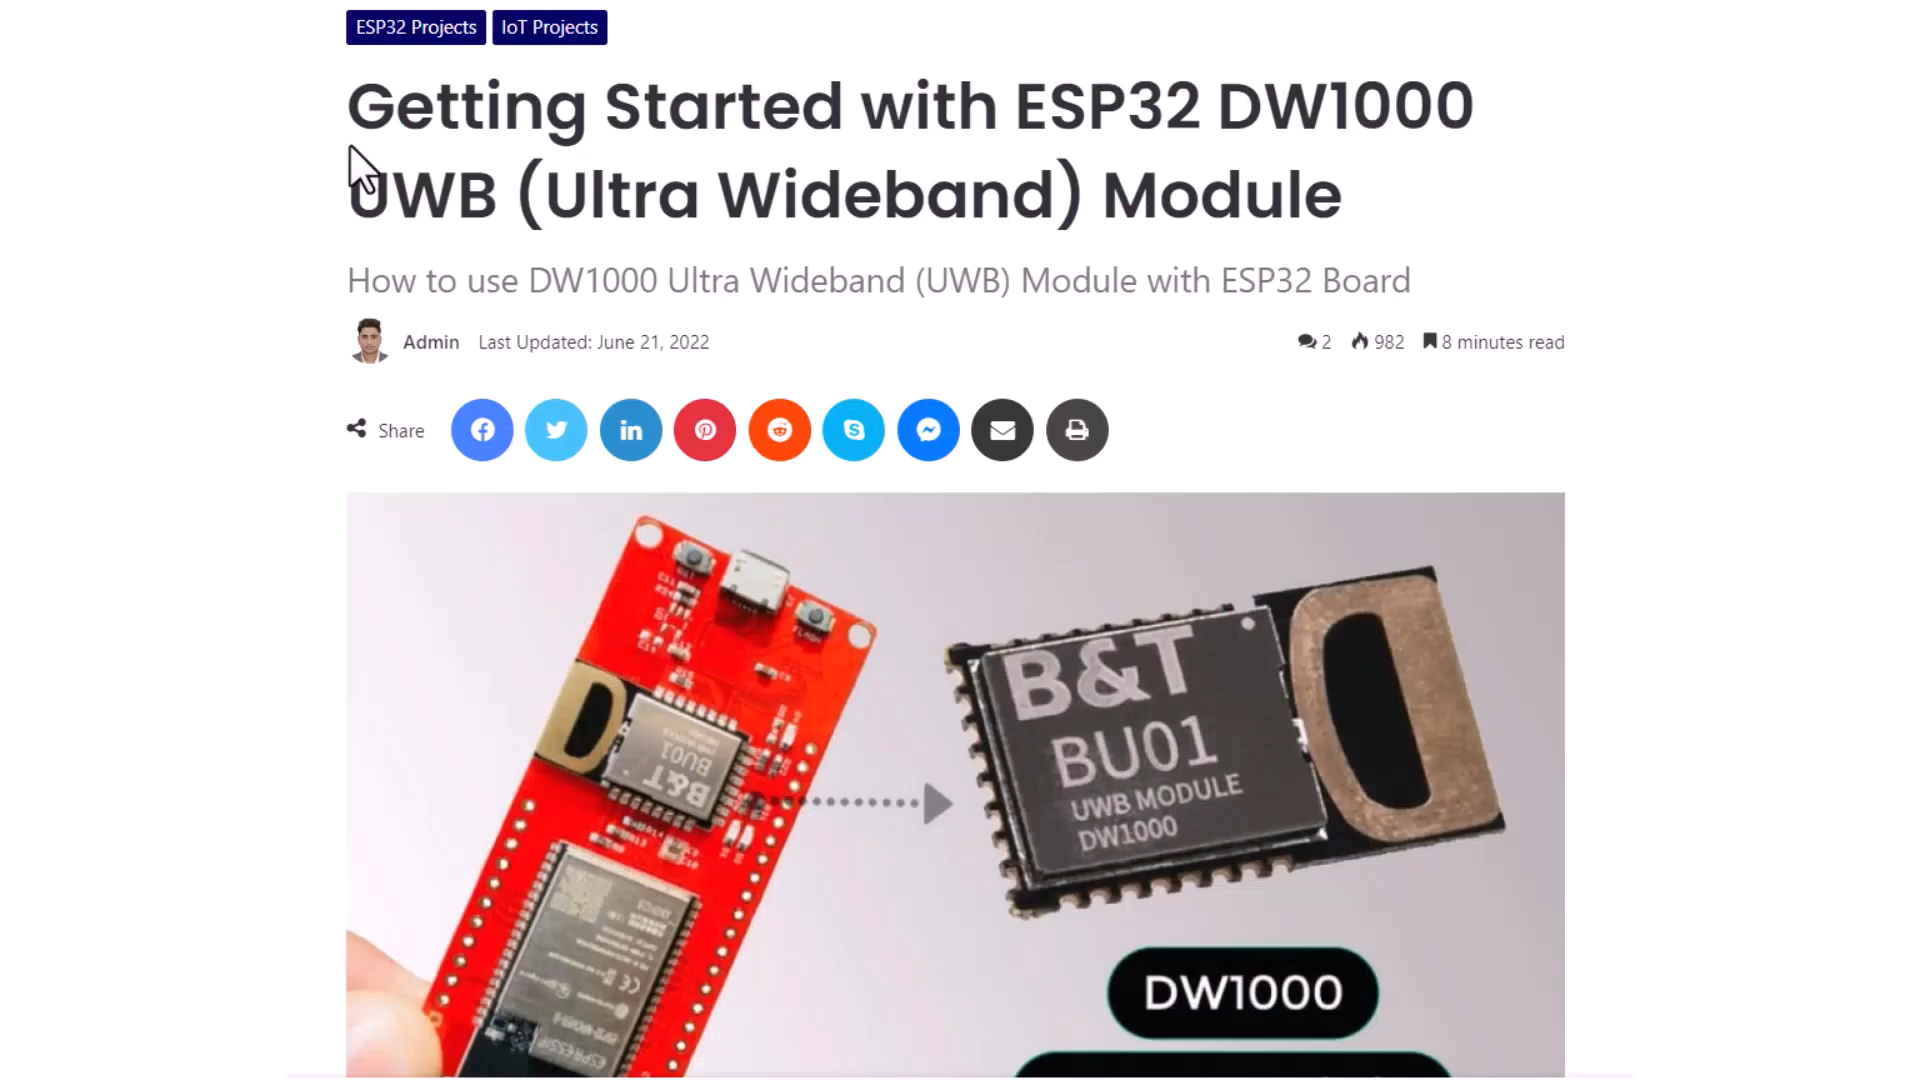 ESP32 Projects IoT Projects
Getting Started with ESP32 DW1000
UWB (Ultra Wideband) Module
How to use DW1000 Ultra Wideband (UWB) Module with ESP32 Board
Admin Last Updated: June 21, 2022 2 982 8 minutes read
Share
B&T
BU01
UWB MODULE
DW1000
B&T
BU01
DW1000
ESPRESSIF